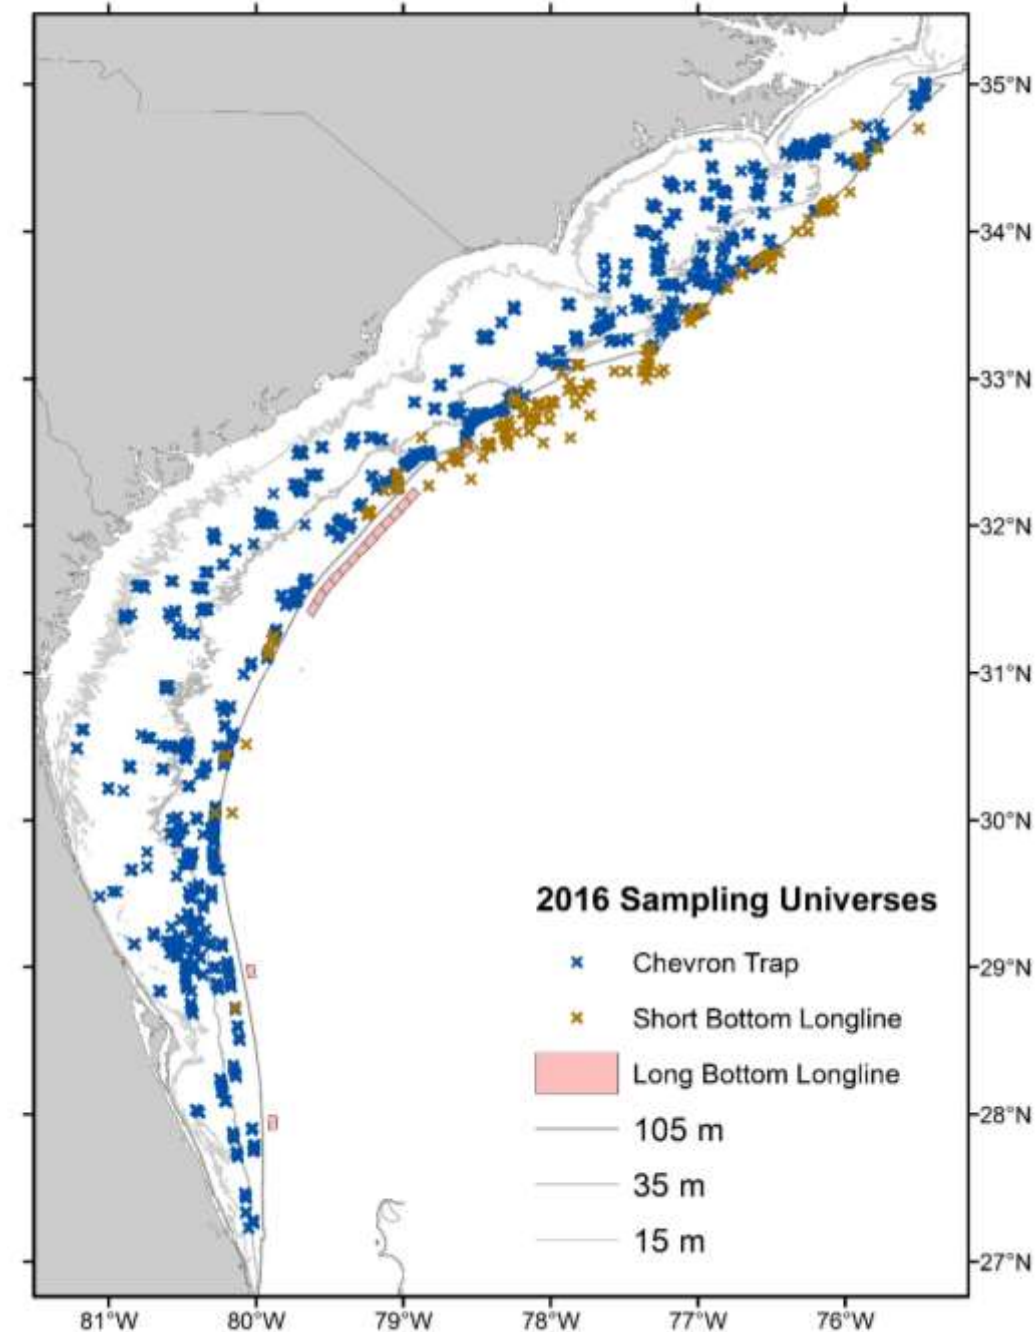 35°N
34°N
33°N
32°N
31°N
30°N
2016 Sampling Universes
Chevron Trap
29°N
Short Bottom Longline
Long Bottom Longline
28°N
105 m
35 m
15 m
27°N
81°W 80°W 79°W 78°W 77°W 76°W